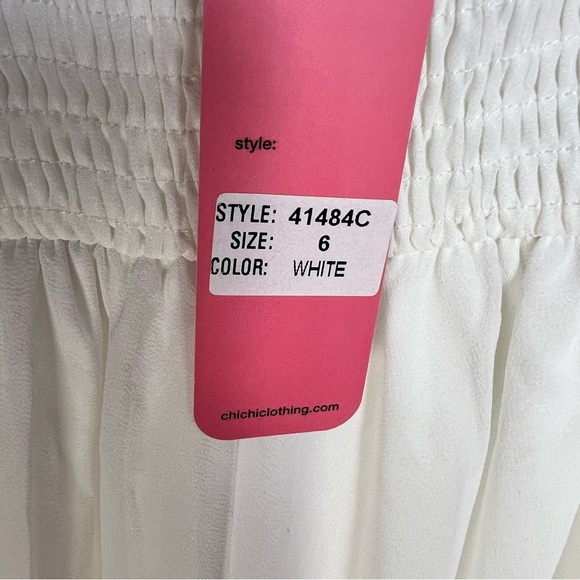 style:
STYLE: 41484C
SIZE: 6
COLOR: WHITE
chichiclothing.com